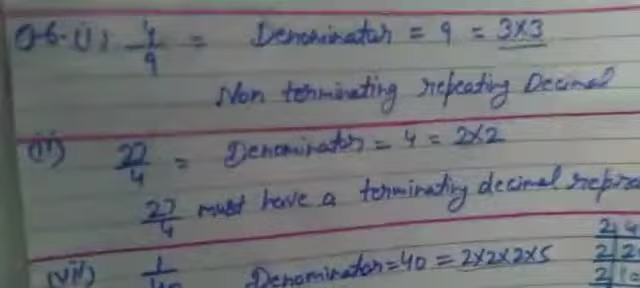 Q-6. (i) 1/9 = Denominator = 9 = 3×3
Non terminating repeating Decimal
(ii) 27/4 = Denominator = 4 = 2×2
27/4 must have a terminating decimal repre
(vii) 1/40 Denominator = 40 = 2×2×2×5